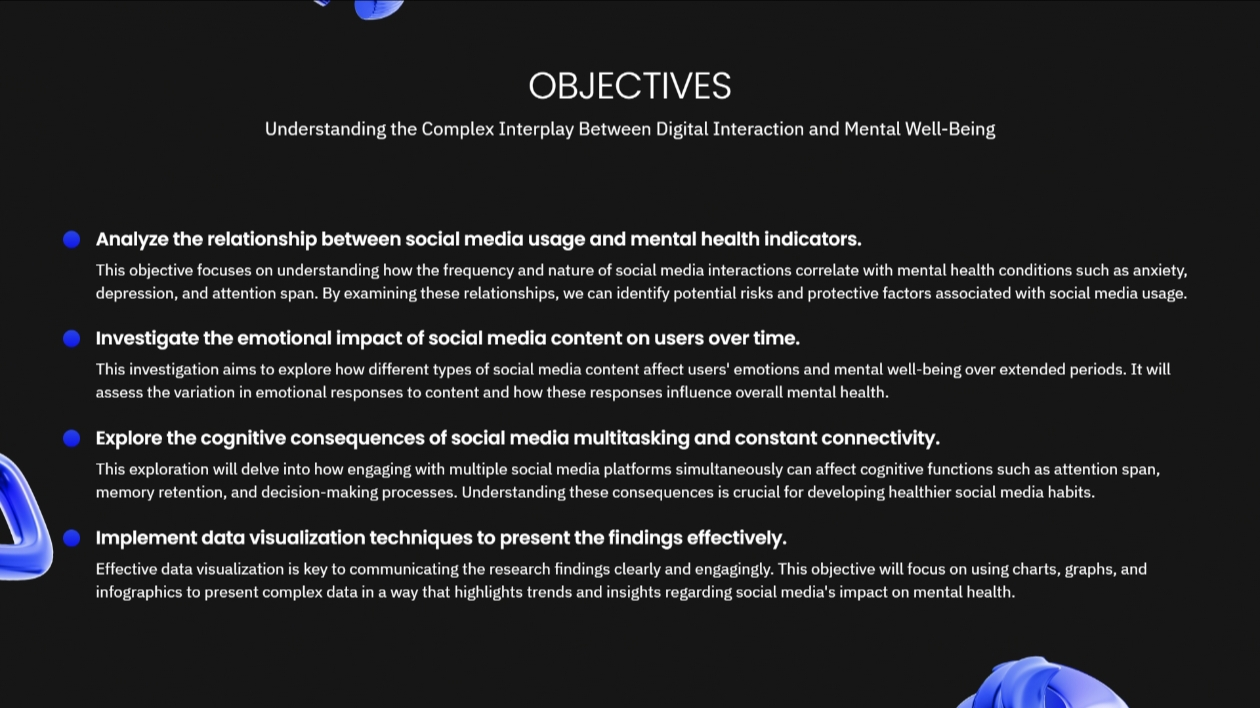 OBJECTIVES
Understanding the Complex Interplay Between Digital Interaction and Mental Well-Being
Analyze the relationship between social media usage and mental health indicators.
This objective focuses on understanding how the frequency and nature of social media interactions correlate with mental health conditions such as anxiety,
depression, and attention span. By examining these relationships, we can identify potential risks and protective factors associated with social media usage.
Investigate the emotional impact of social media content on users over time.
This investigation aims to explore how different types of social media content affect users' emotions and mental well-being over extended periods. It will
assess the variation in emotional responses to content and how these responses influence overall mental health.
Explore the cognitive consequences of social media multitasking and constant connectivity.
This exploration will delve into how engaging with multiple social media platforms simultaneously can affect cognitive functions such as attention span,
memory retention, and decision-making processes. Understanding these consequences is crucial for developing healthier social media habits.
Implement data visualization techniques to present the findings effectively.
Effective data visualization is key to communicating the research findings clearly and engagingly. This objective will focus on using charts, graphs, and
infographics to present complex data in a way that highlights trends and insights regarding social media's impact on mental health.